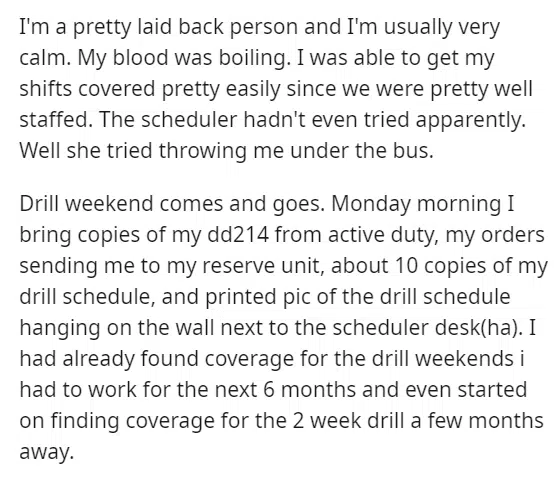 I'm a pretty laid back person and I'm usually very
calm. My blood was boiling. I was able to get my
shifts covered pretty easily since we were pretty well
staffed. The scheduler hadn't even tried apparently.
Well she tried throwing me under the bus.
Drill weekend comes and goes. Monday morning I
bring copies of my dd214 from active duty, my orders
sending me to my reserve unit, about 10 copies of my
drill schedule, and printed pic of the drill schedule
hanging on the wall next to the scheduler desk(ha). I
had already found coverage for the drill weekends i
had to work for the next 6 months and even started
on finding coverage for the 2 week drill a few months
away.